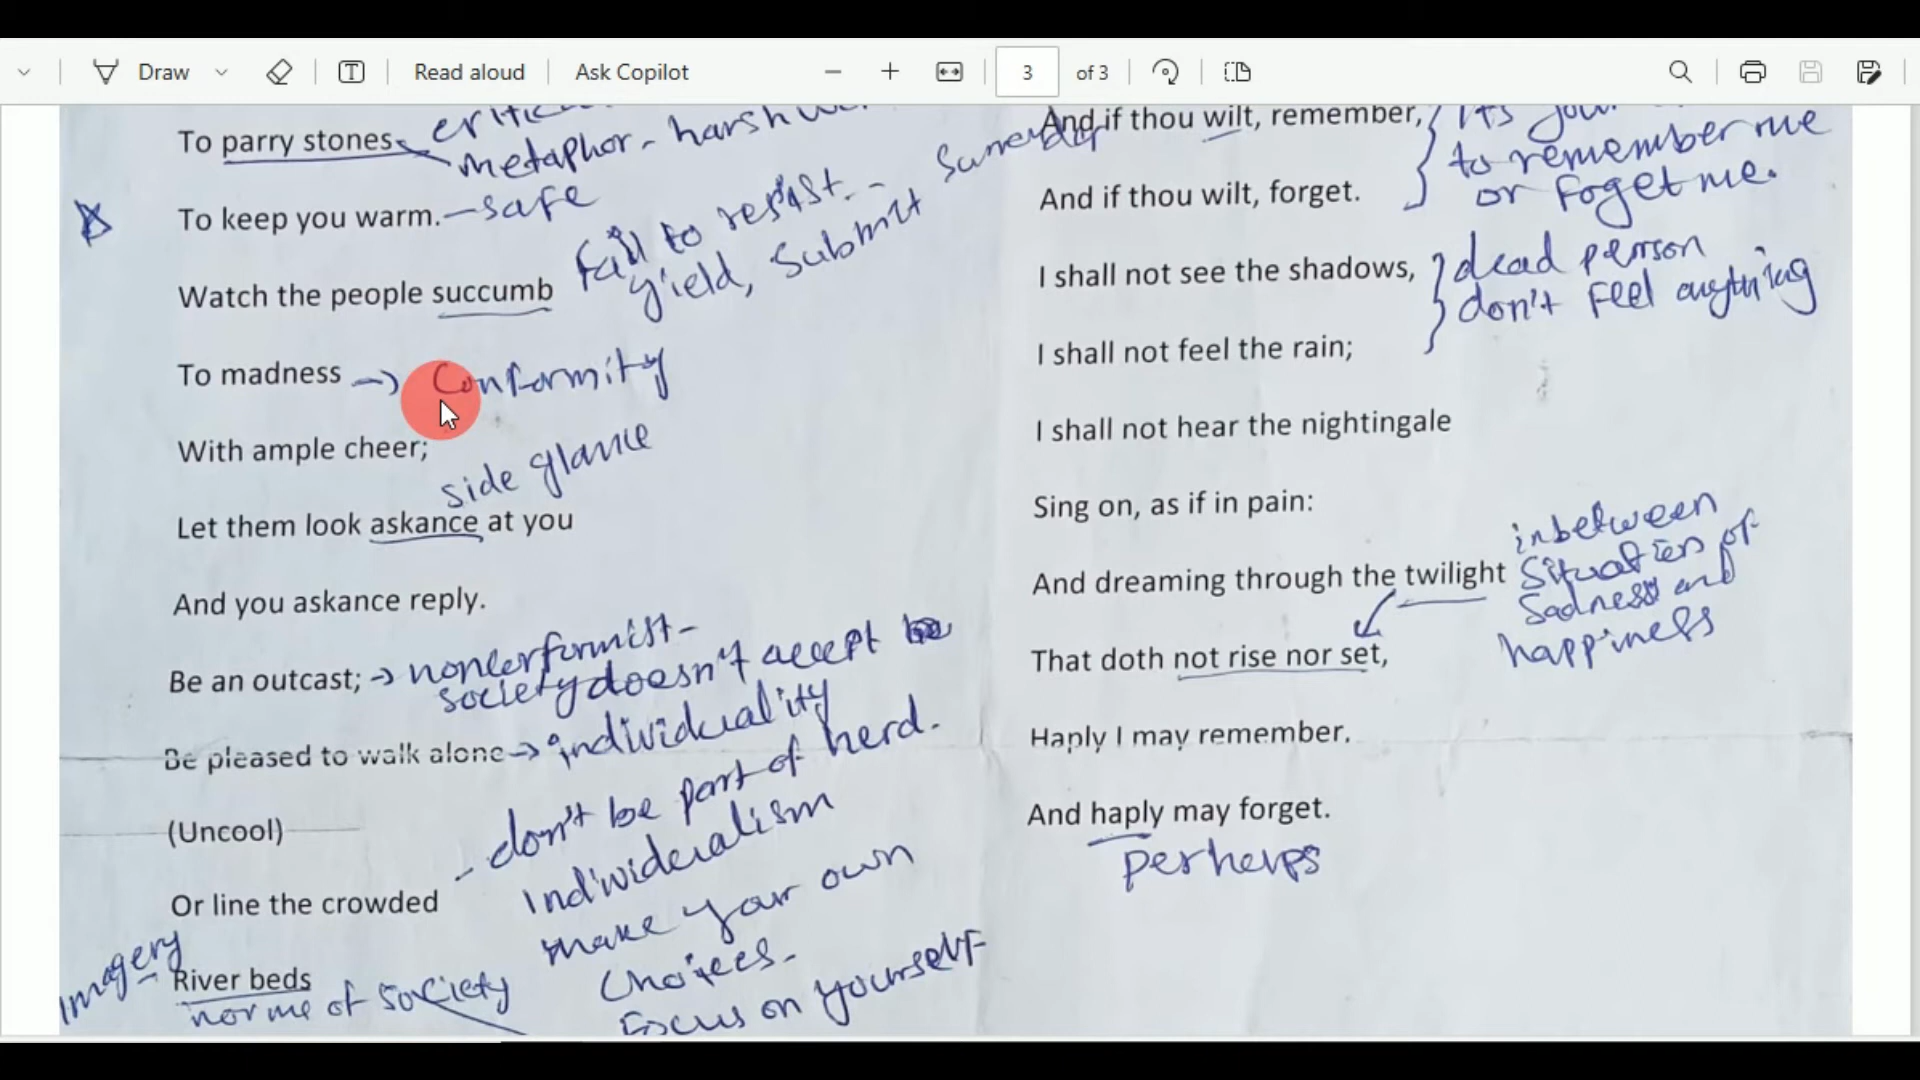 Draw
Read aloud
Ask Copilot
3
of 3
To parry stones
metaphor - harsh
To keep you warm. - safe
fail to resist. - Surrender
Watch the people succumb
yield, Submit
To madness -> Conformity
With ample cheer;
side glance
Let them look askance at you
And you askance reply.
Be an outcast; -> nonconformist -
society doesn't accept
Be pleased to walk alone -> individuality
(Uncool)
- don't be part of herd.
Individualism
Or line the crowded
make your own
Choices.
Imagery - River beds
norme of society
Focus on yourself
And if thou wilt, remember,
Its
to remember me
And if thou wilt, forget.
or Foget me.
I shall not see the shadows,
dead person
don't Feel anything
I shall not feel the rain;
I shall not hear the nightingale
Sing on, as if in pain:
inbetween
And dreaming through the twilight
Situation of
Sadness and
happiness
That doth not rise nor set,
Haply I may remember.
And haply may forget.
perhaps